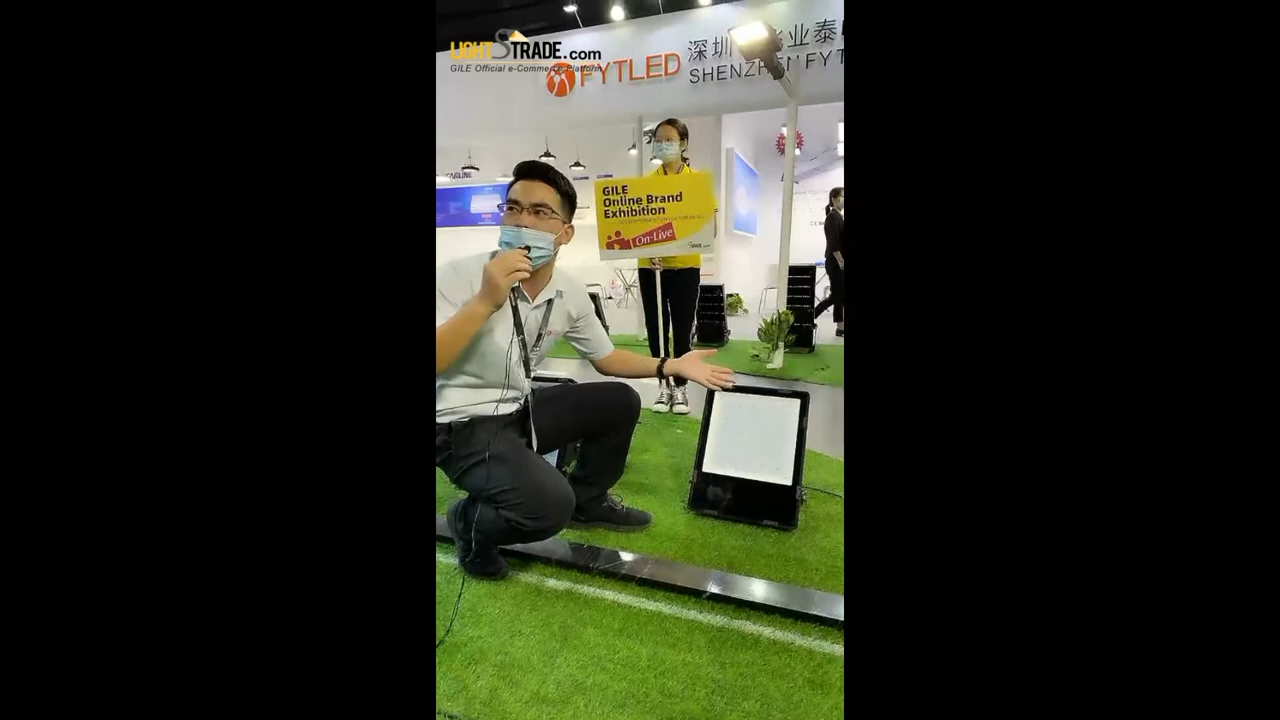 LIGHTSTRADE.com
GILE Official e-Commerce Platform
FYTLED
深圳 业泰
SHENZHEN FYT
GILE
Online Brand
Exhibition
On-Live